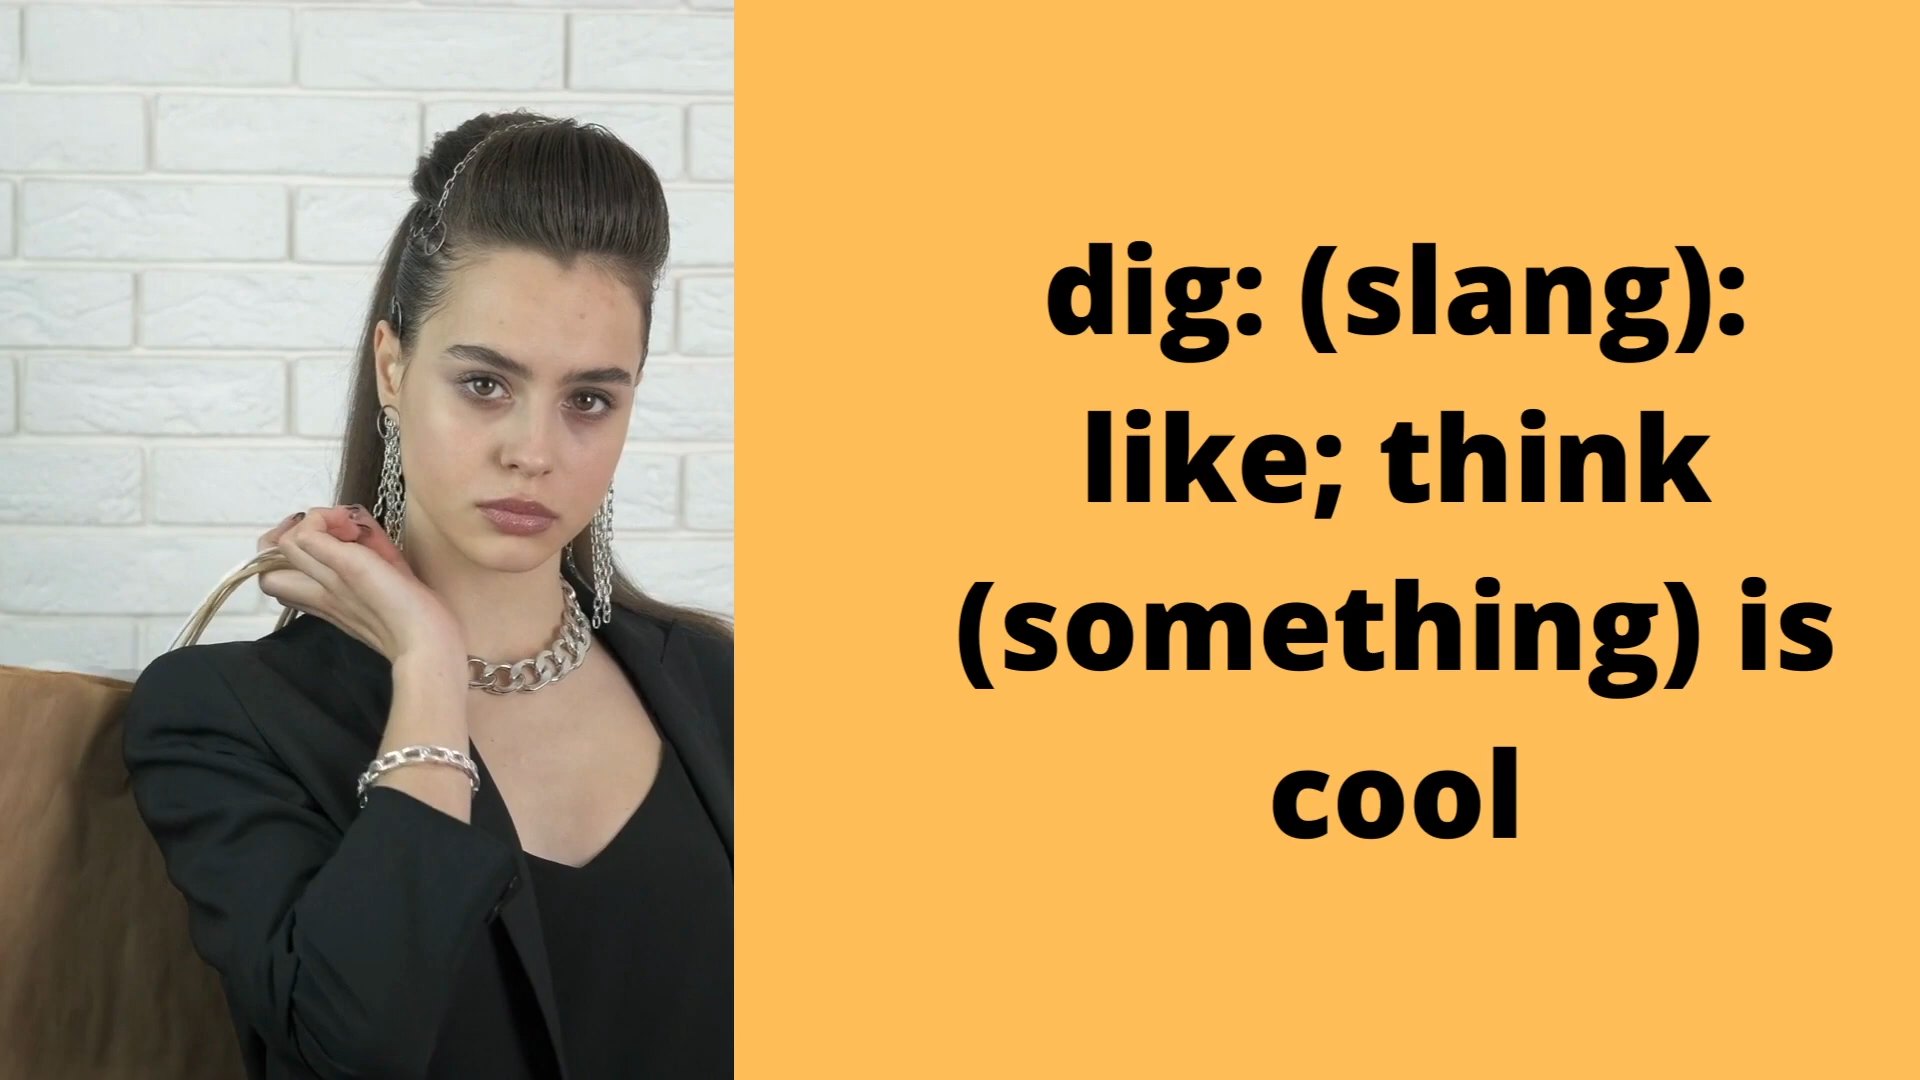 dig: (slang):
like; think
(something) is
cool